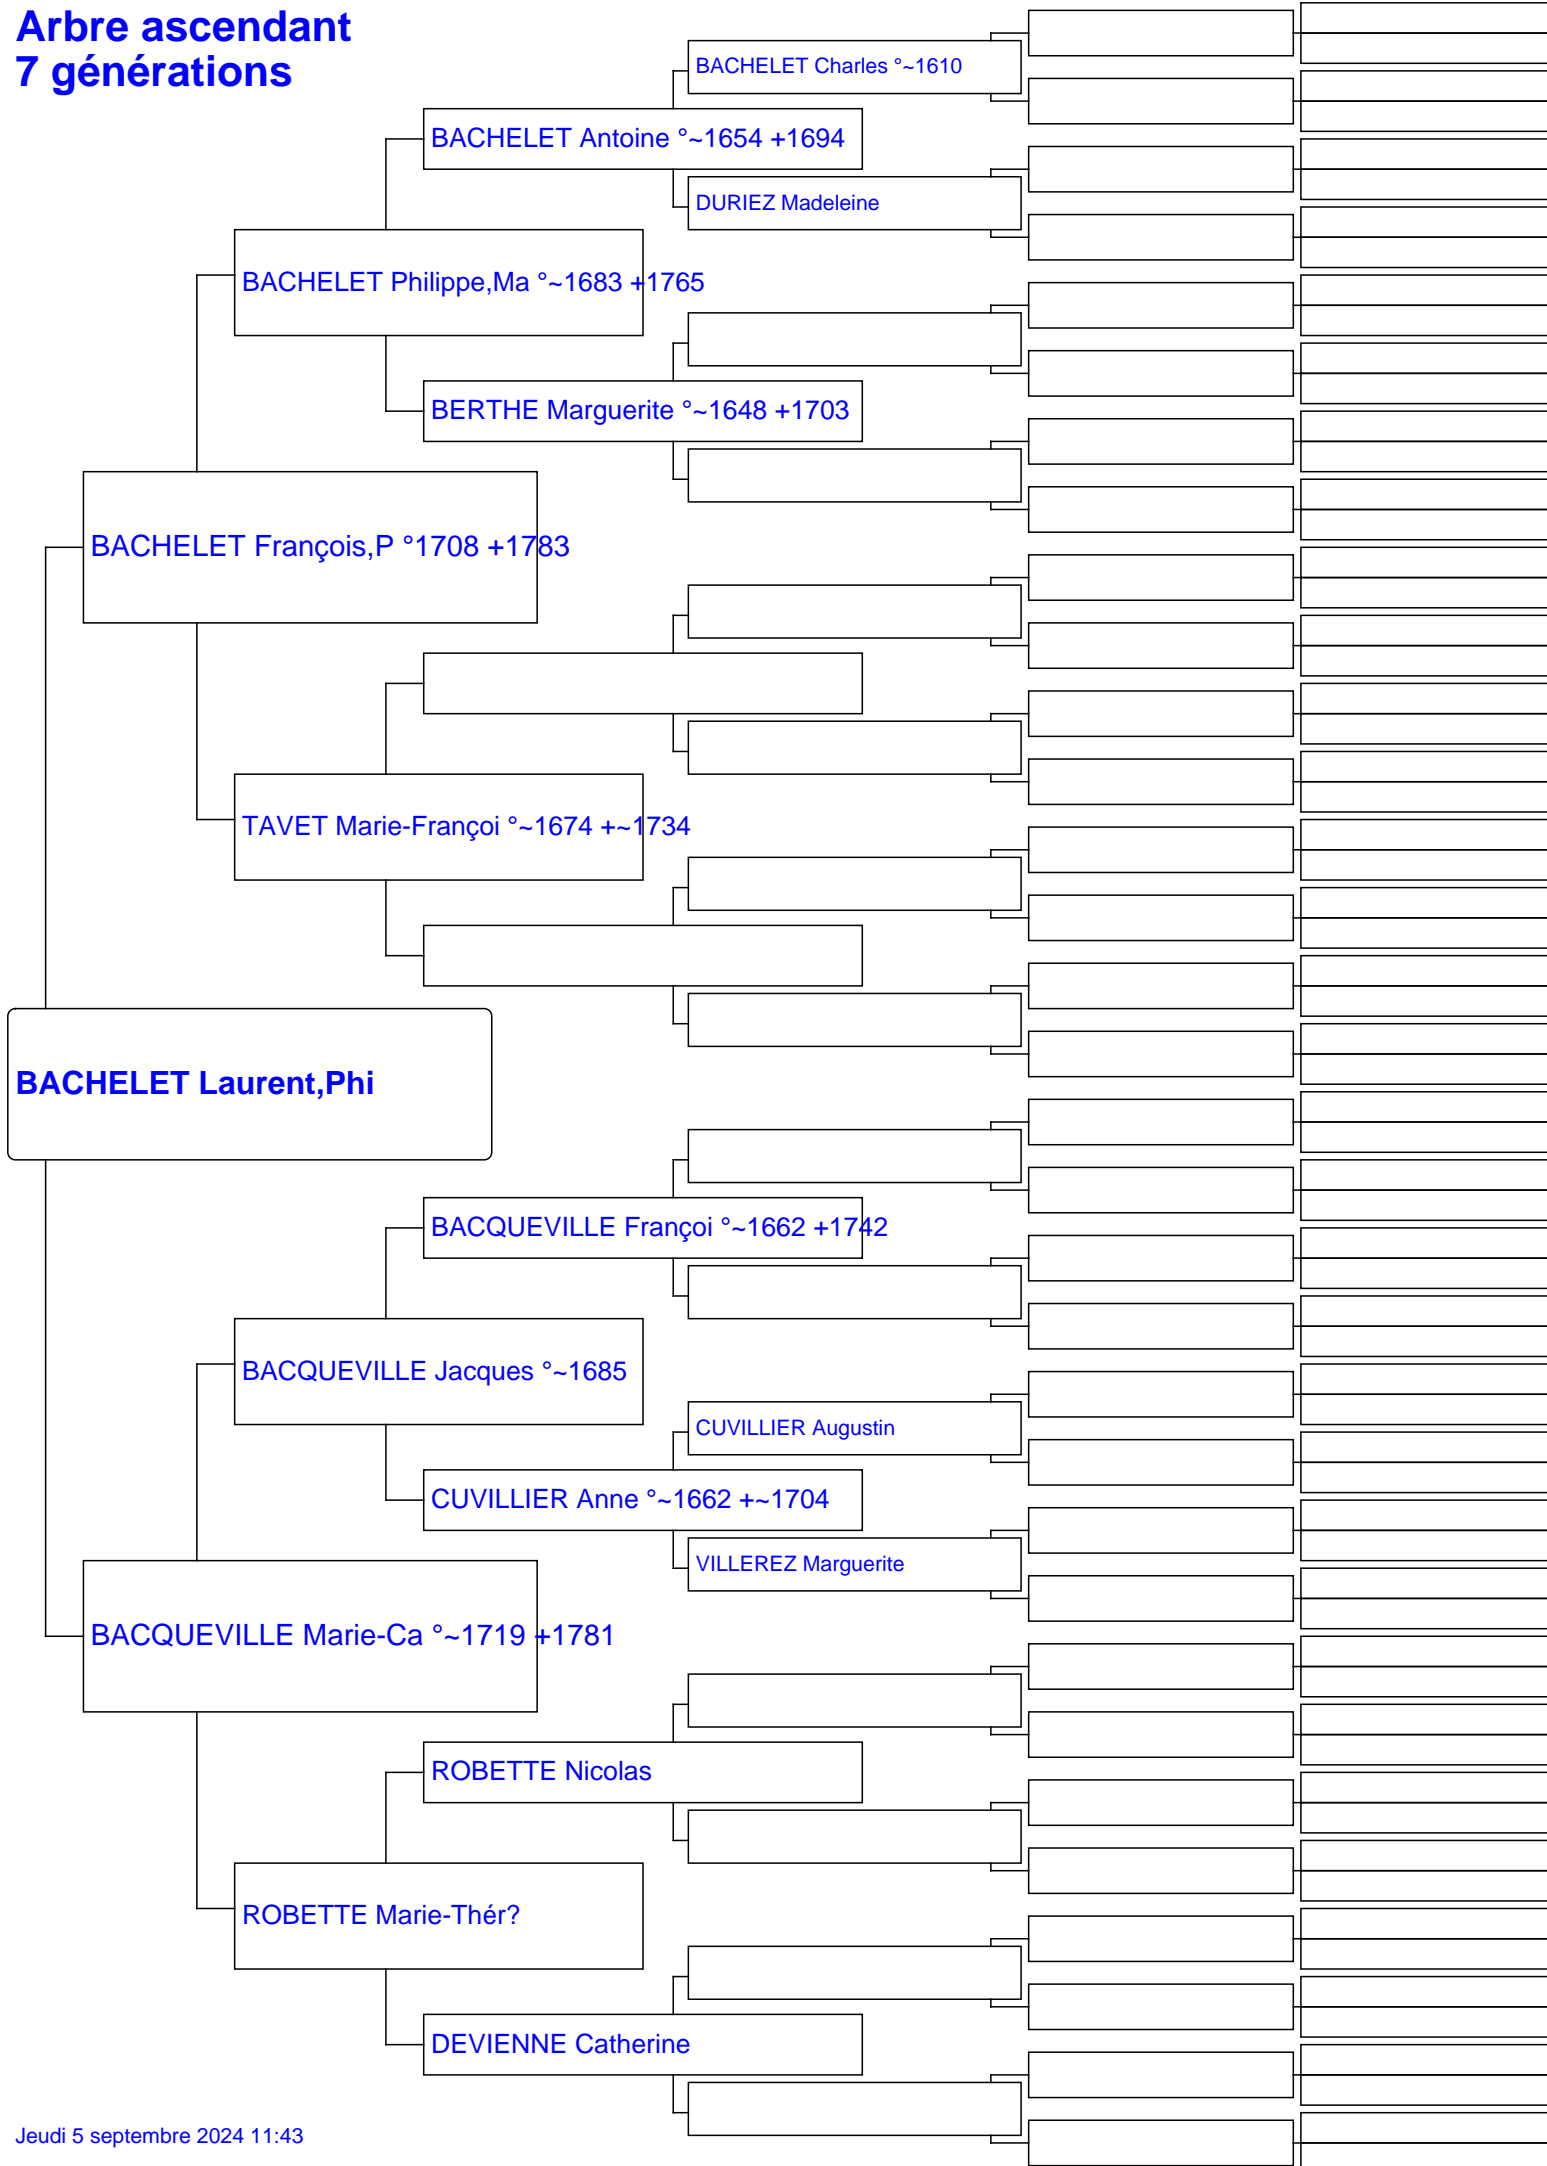 Arbre ascendant
7 générations
BACHELET Charles °~1610
BACHELET Antoine °~1654 +1694
DURIEZ Madeleine
BACHELET Philippe,Ma °~1683 +1765
BERTHE Marguerite °~1648 +1703
BACHELET François,P °1708 +1783
TAVET Marie-Françoi °~1674 +~1734
BACHELET Laurent,Phi
BACQUEVILLE Françoi °~1662 +1742
BACQUEVILLE Jacques °~1685
CUVILLIER Augustin
CUVILLIER Anne °~1662 +~1704
VILLEREZ Marguerite
BACQUEVILLE Marie-Ca °~1719 +1781
ROBETTE Nicolas
ROBETTE Marie-Thér?
DEVIENNE Catherine
Jeudi 5 septembre 2024 11:43